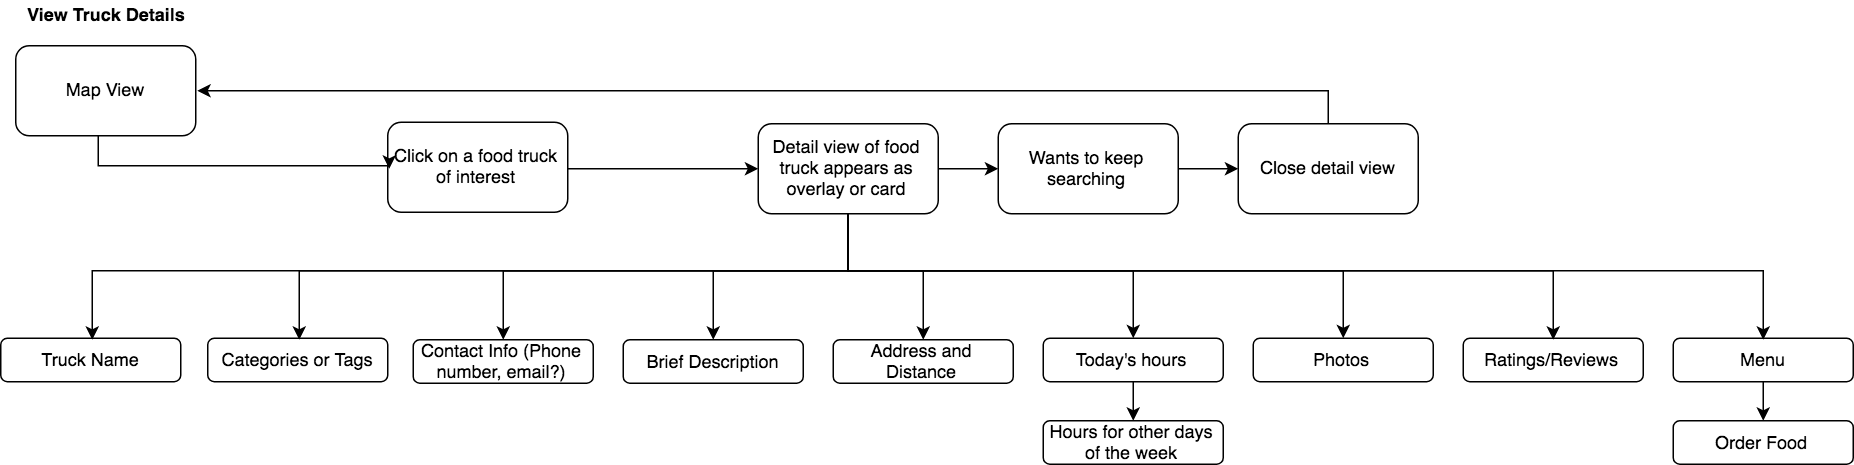 View Truck Details
Map View
Click on a food truck
of interest
Detail view of food
truck appears as
overlay or card
Wants to keep
searching
Close detail view
Truck Name
Categories or Tags
Contact Info (Phone
number, email?)
Brief Description
Address and
Distance
Today's hours
Photos
Ratings/Reviews
Menu
Hours for other days
of the week
Order Food